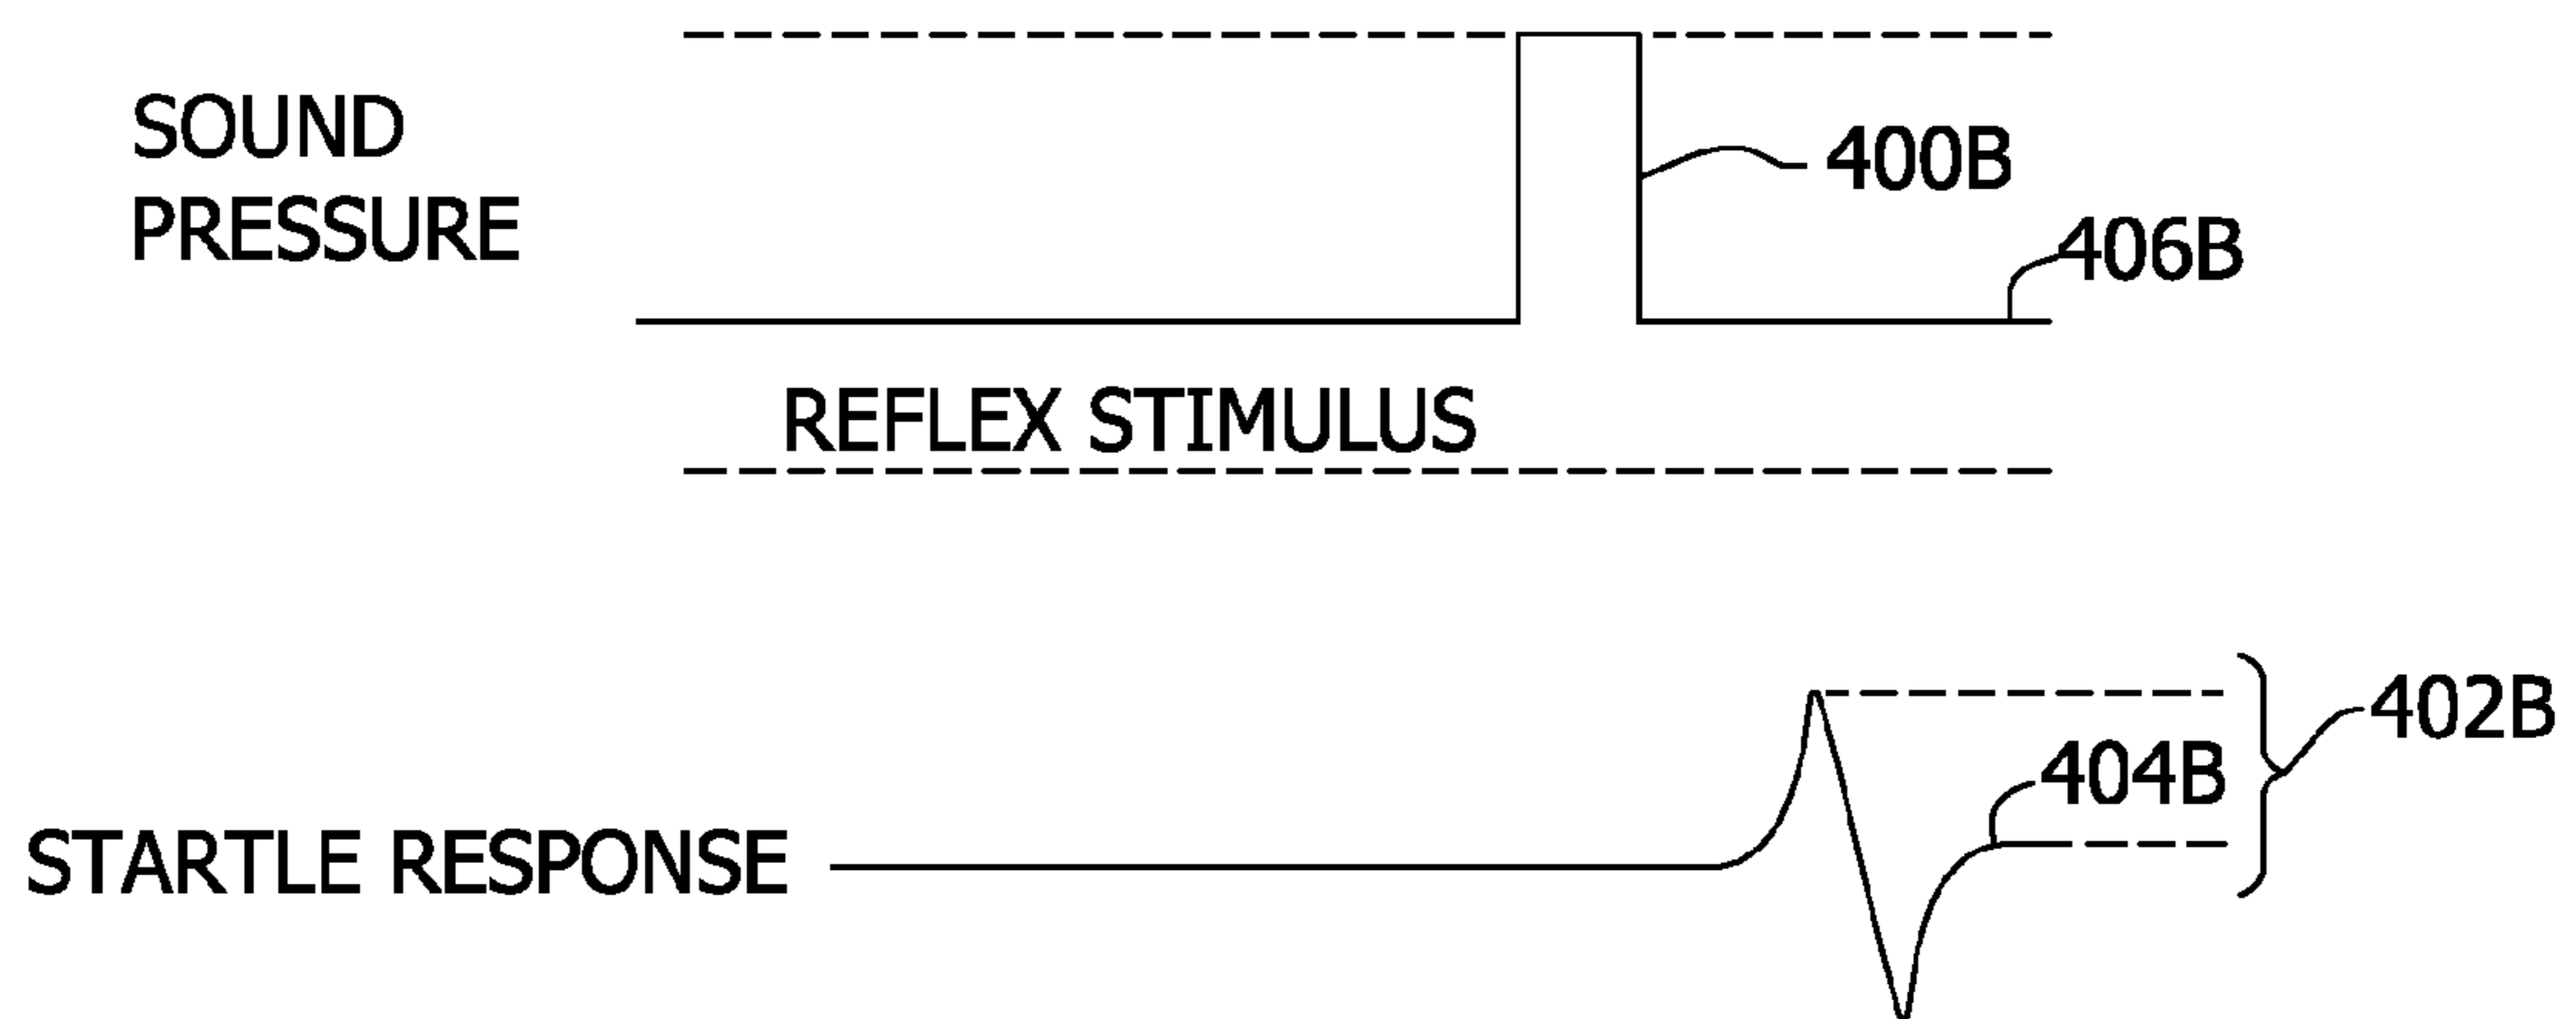 SOUND
PRESSURE
400B
406B
REFLEX STIMULUS
402B
404B
STARTLE RESPONSE